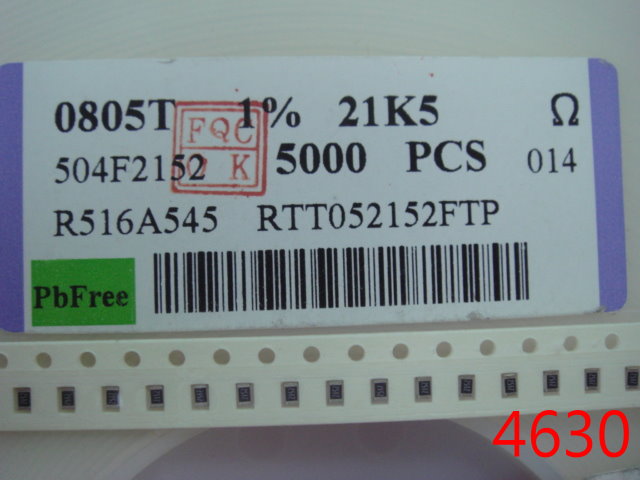 0805T 1% 21K5 Ω
504F2152 5000 PCS 014
FQC
K
R516A545 RTT052152FTP
PbFree
4630